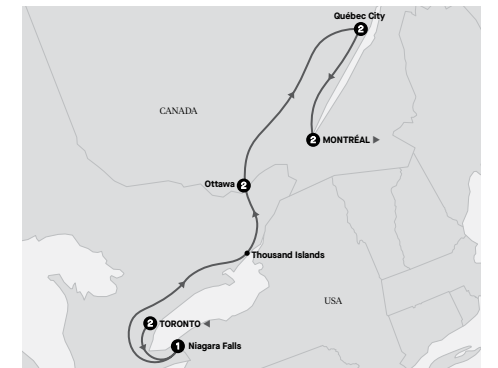 Québec City
2
CANADA
2 MONTRÉAL
Ottawa 2
Thousand Islands
USA
2 TORONTO
1 Niagara Falls